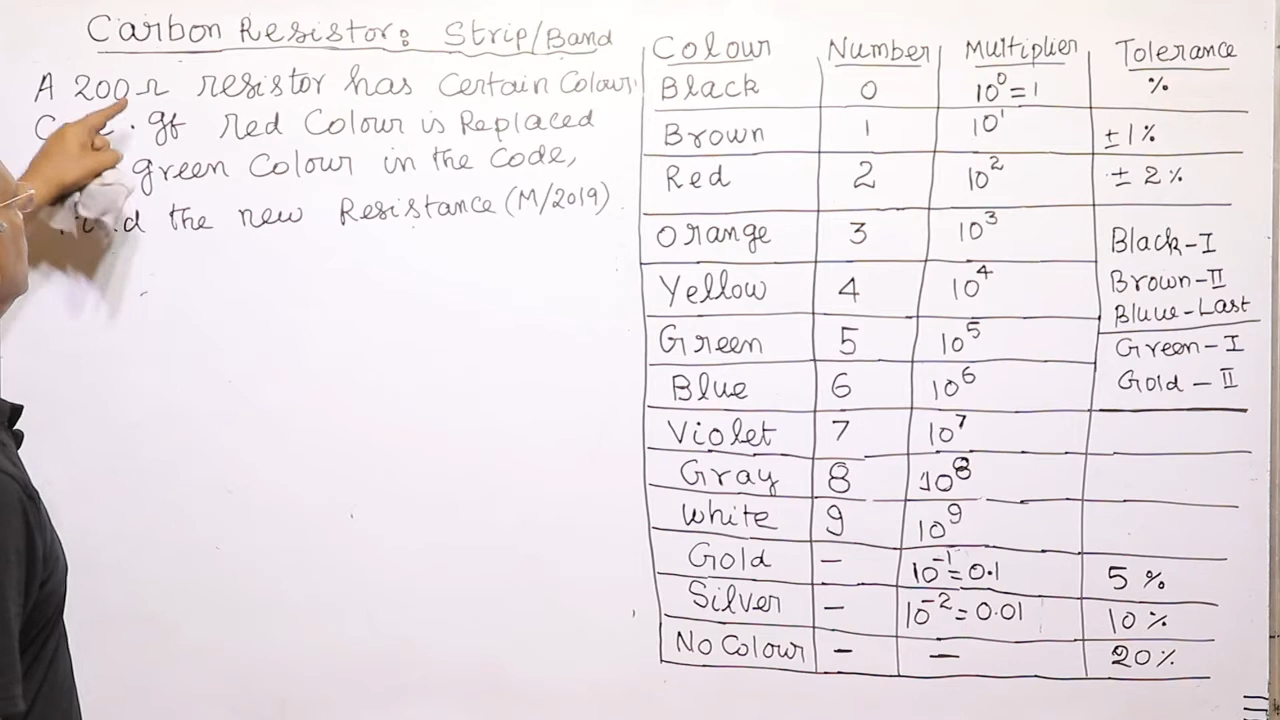 Carbon Resistor: Strip/Band
A 200Ω resistor has Certain Colour
If red Colour is Replaced
green Colour in the Code,
the new Resistance (M/2019).
Colour Number Multiplier Tolerance
Black 0 10⁰=1 %
Brown 1 10¹ ±1%
Red 2 10² ±2%
Orange 3 10³ Black-I
Yellow 4 10⁴ Brown-II
Bluue-Last
Green 5 10⁵ Green-I
Blue 6 10⁶ Gold-II
Violet 7 10⁷
Gray 8 10⁸
White 9 10⁹
Gold - 10⁻¹=0.1 5%
Silver - 10⁻²=0.01 10%
No Colour - - 20%